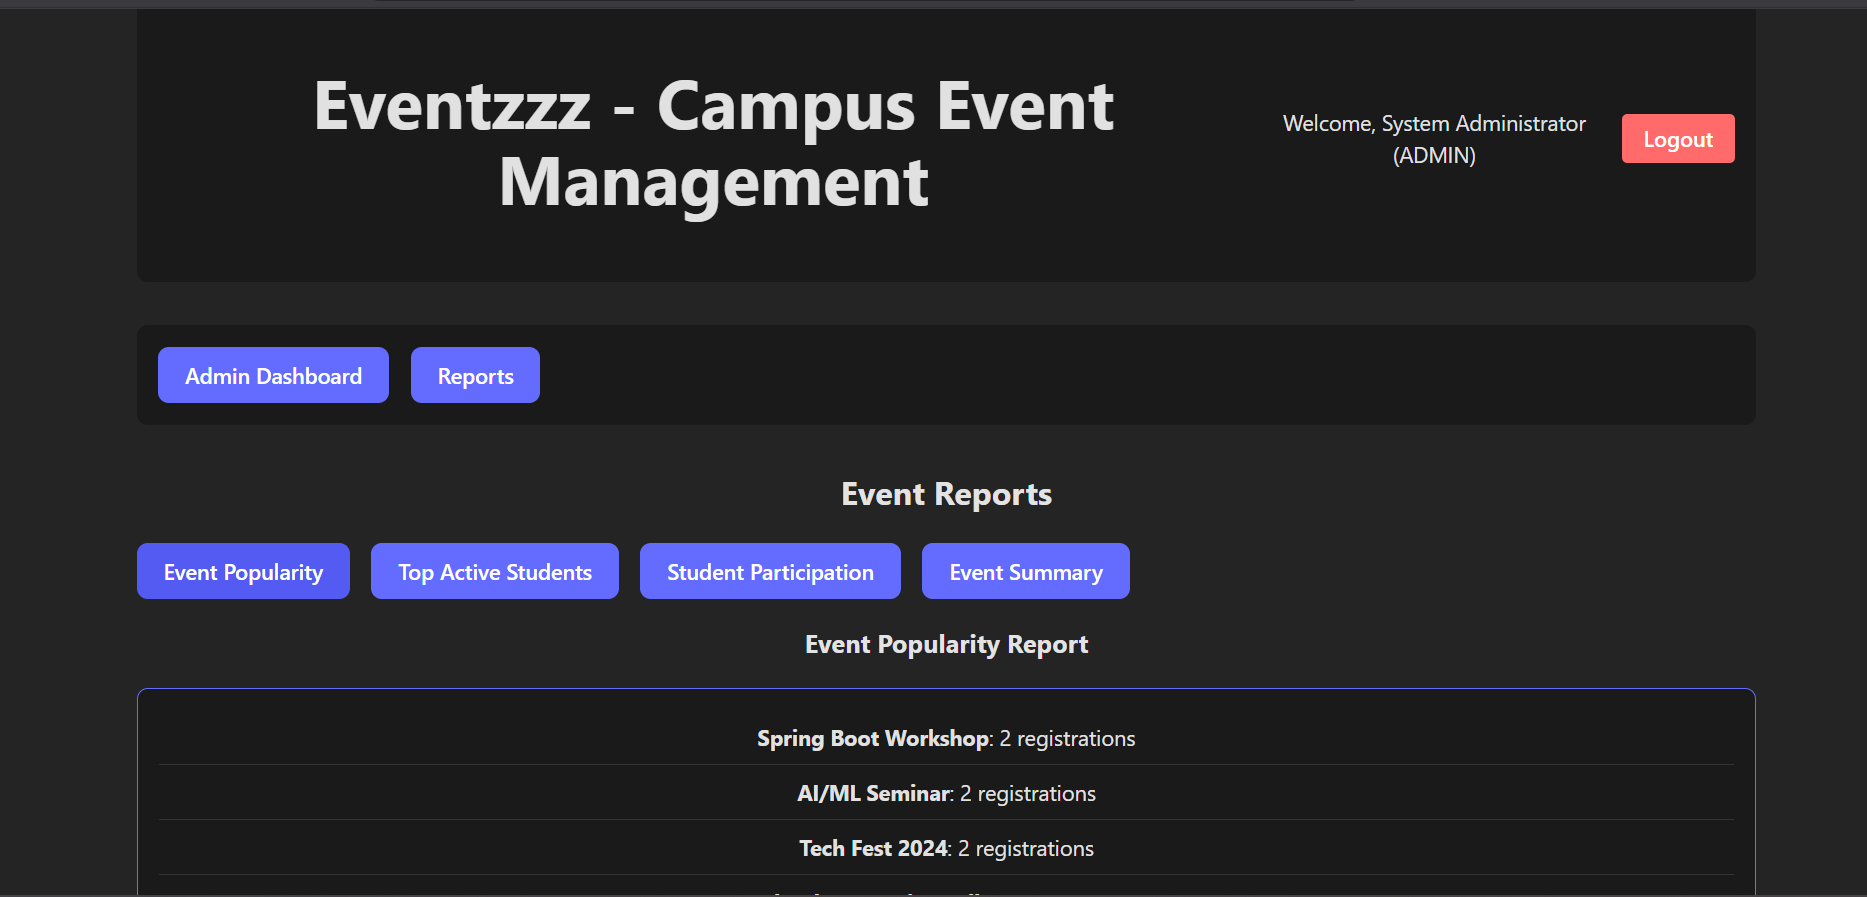 Eventzzz - Campus Event
Management
Welcome, System Administrator
(ADMIN)
Logout
Admin Dashboard
Reports
Event Reports
Event Popularity
Top Active Students
Student Participation
Event Summary
Event Popularity Report
Spring Boot Workshop: 2 registrations
AI/ML Seminar: 2 registrations
Tech Fest 2024: 2 registrations